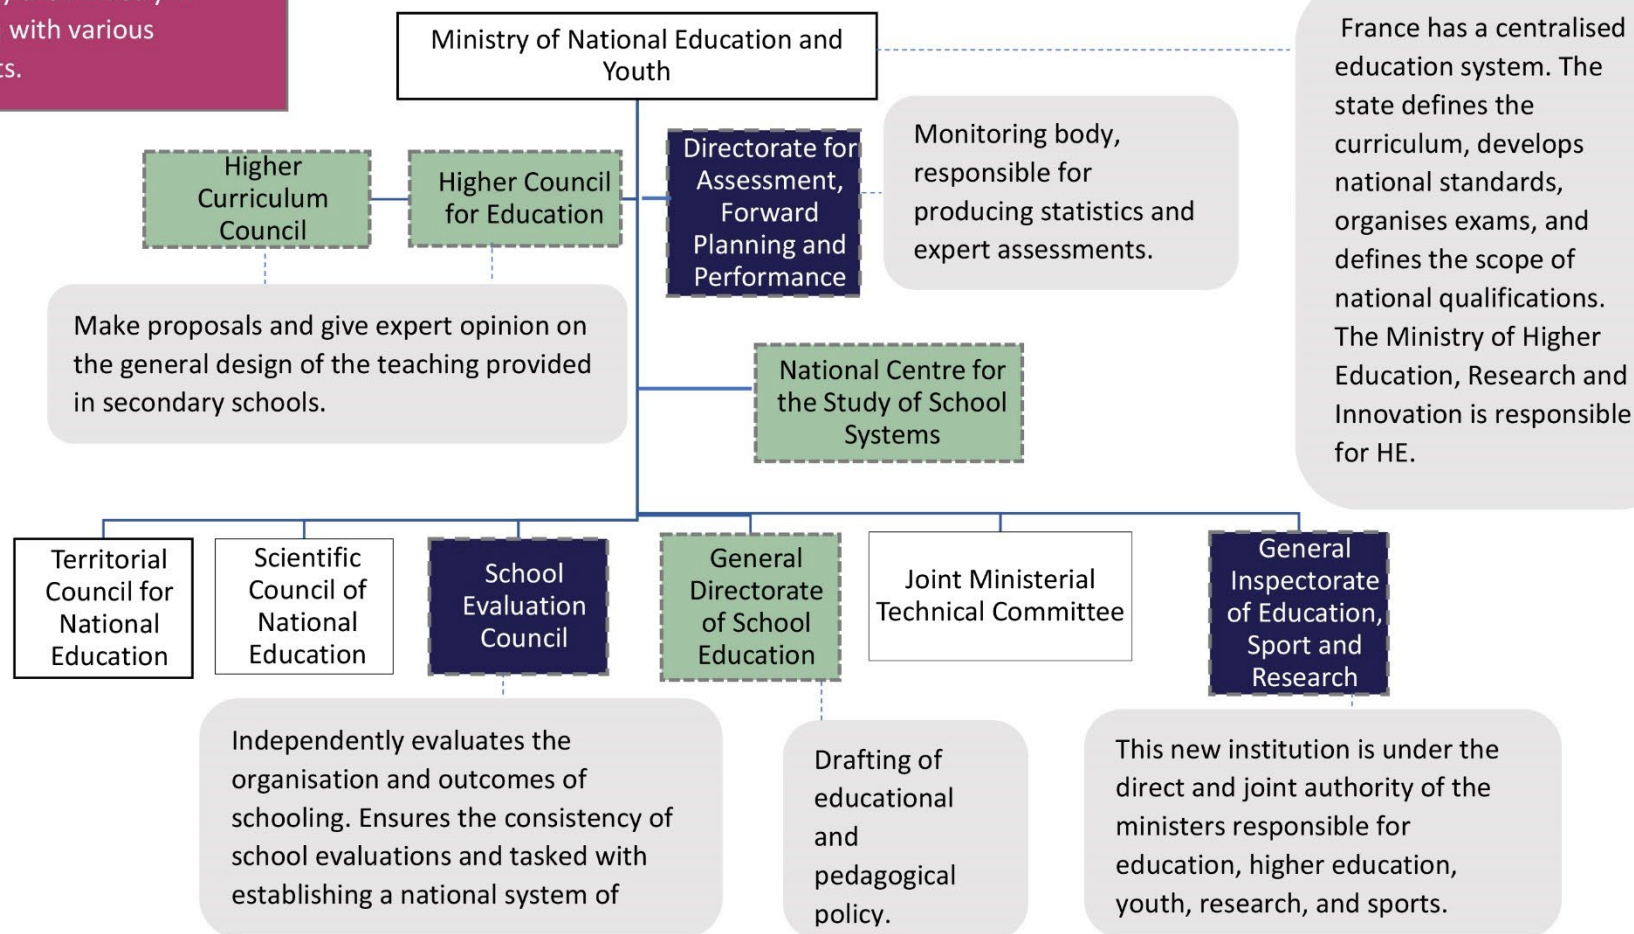 with various
Ministry of National Education and
Youth
France has a centralised
education system. The
state defines the
curriculum, develops
national standards,
organises exams, and
defines the scope of
national qualifications.
The Ministry of Higher
Education, Research and
Innovation is responsible
for HE.
Higher
Curriculum
Council
Higher Council
for Education
Directorate for
Assessment,
Forward
Planning and
Performance
Monitoring body,
responsible for
producing statistics and
expert assessments.
Make proposals and give expert opinion on
the general design of the teaching provided
in secondary schools.
National Centre for
the Study of School
Systems
Territorial
Council for
National
Education
Scientific
Council of
National
Education
School
Evaluation
Council
General
Directorate
of School
Education
Joint Ministerial
Technical Committee
General
Inspectorate
of Education,
Sport and
Research
Independently evaluates the
organisation and outcomes of
schooling. Ensures the consistency of
school evaluations and tasked with
establishing a national system of
Drafting of
educational
and
pedagogical
policy.
This new institution is under the
direct and joint authority of the
ministers responsible for
education, higher education,
youth, research, and sports.